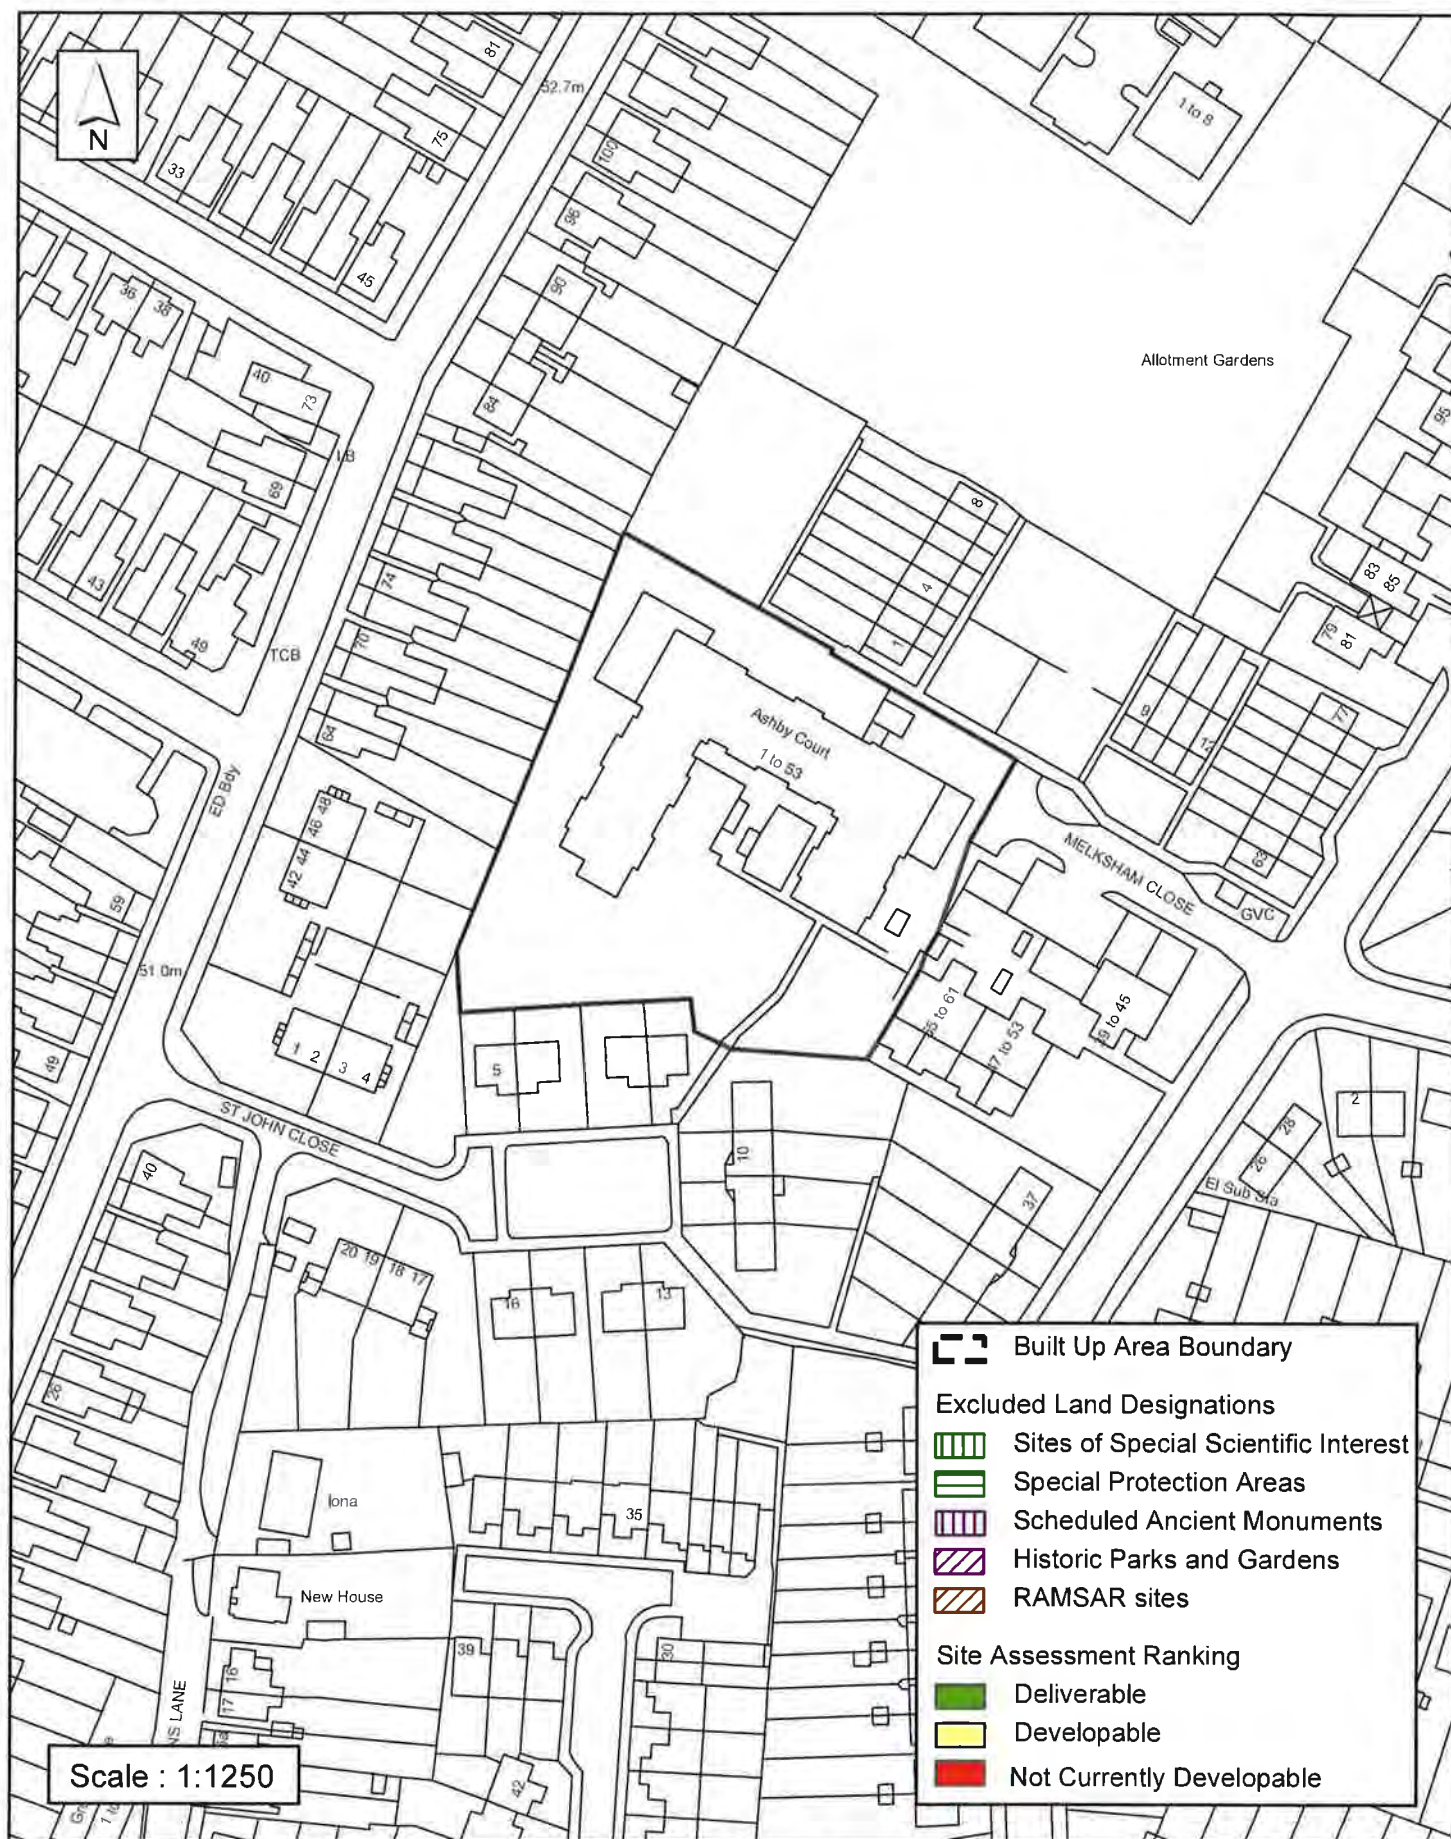 81
52.7m
N
75
100
1 to 8
33
96
45
90
36
38
Allotment Gardens
40
73
84
95
LB
69
8
43
74
4
83
85
1
49
TCB
70
79
81
64
Ashby Court
1 to 53
9
12
77
ED Bdy
48
46
44
42
MELKSHAM CLOSE
63
59
GVC
51.0m
55 to 61
47 to 53
39 to 45
49
1
2
3
4
5
2
ST JOHN CLOSE
28
26
10
40
37
El Sub Sta
20
19
18
17
16
13
26
Iona
35
New House
39
30
16
17
NS LANE
42
Scale : 1:1250
Built Up Area Boundary
Excluded Land Designations
Sites of Special Scientific Interest
Special Protection Areas
Scheduled Ancient Monuments
Historic Parks and Gardens
RAMSAR sites
Site Assessment Ranking
Deliverable
Developable
Not Currently Developable